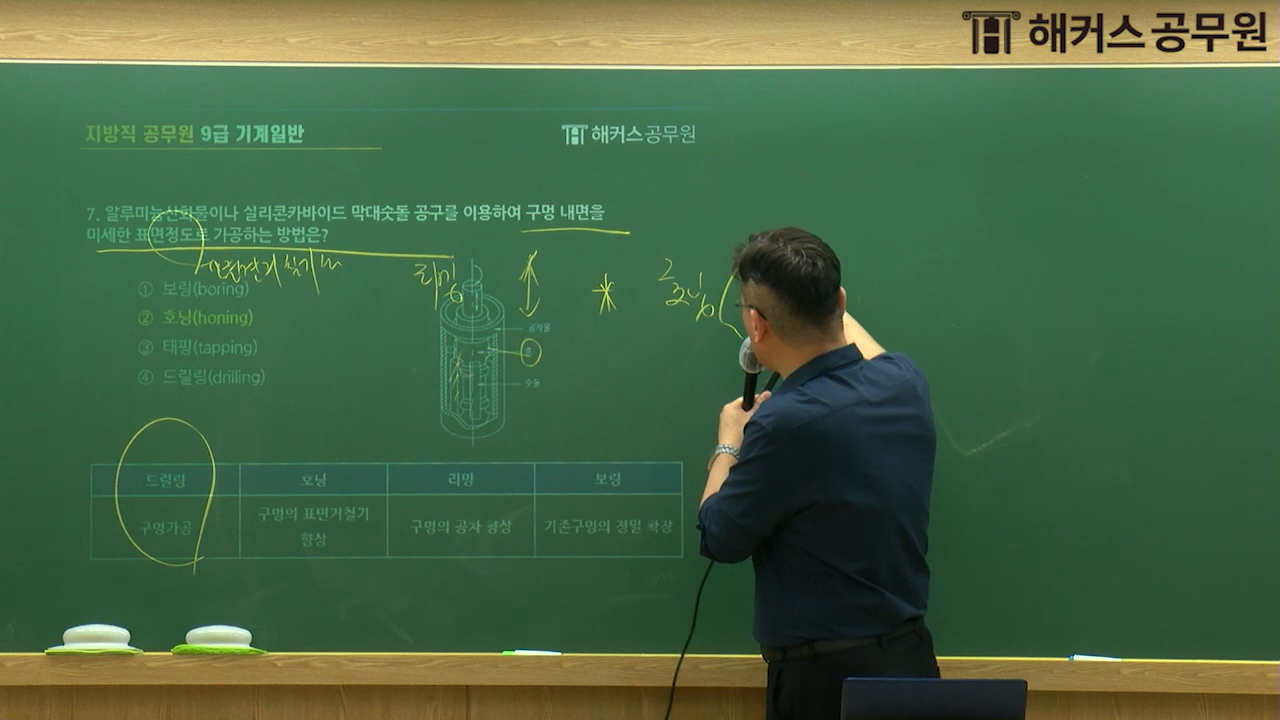 해커스공무원
지방직 공무원 9급 기계일반
해커스공무원
7. 알루미늄산화물이나 실리콘카바이드 막대숫돌 공구를 이용하여 구멍 내면을
미세한 표면정도로 가공하는 방법은?
리밍
호닝
① 보링(boring)
② 호닝(honing)
③ 태핑(tapping)
④ 드릴링(drilling)
공작물
혼
숫돌
드릴링 호닝 리밍 보링
구멍가공 구멍의 표면거칠기 향상 구멍의 공차 향상 기존구멍의 정밀 확장